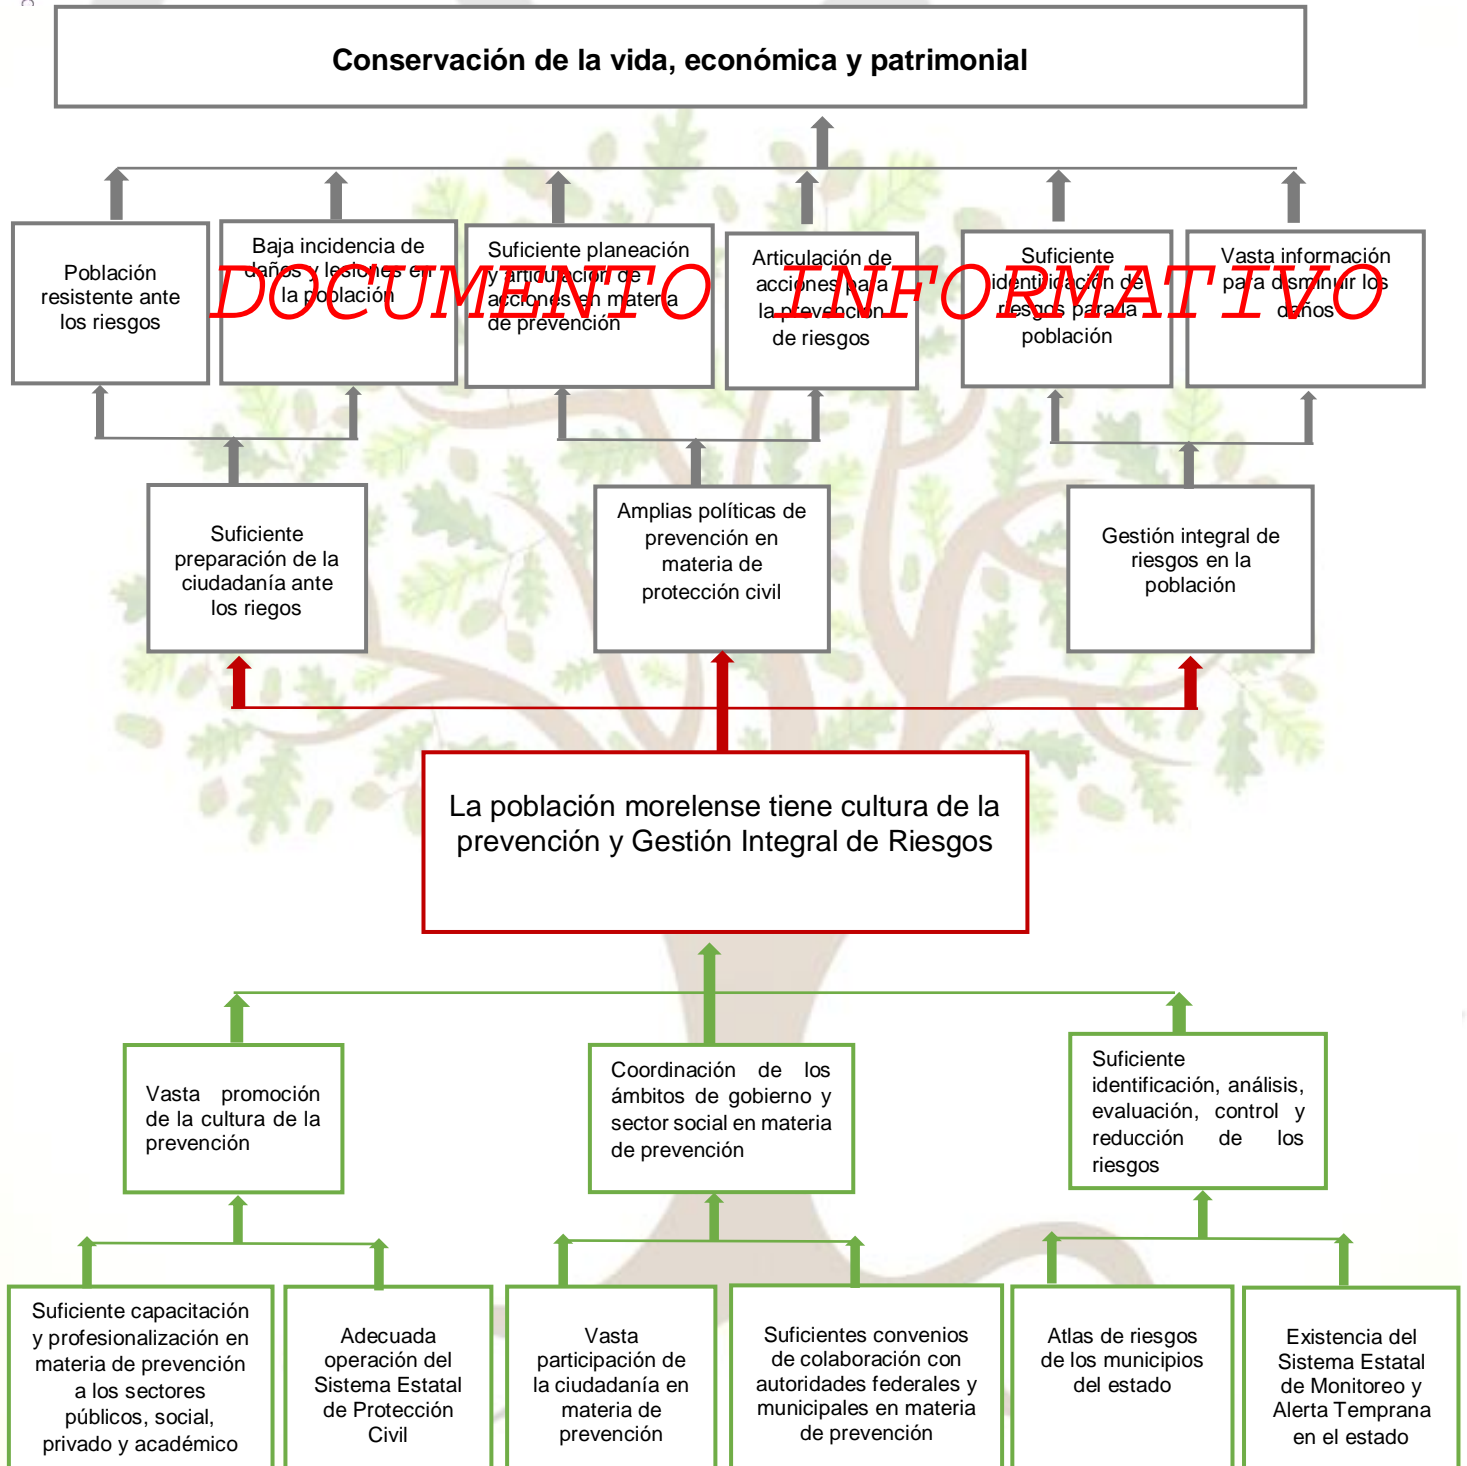 Conservación de la vida, económica y patrimonial
Población
resistente ante
los riesgos
Baja incidencia de
daños y lesiones en
la población
Suficiente planeación
y articulación de
acciones en materia
de prevención
Articulación de
acciones para
la prevención
de riesgos
Suficiente
identificación de
riesgos para la
población
Vasta información
para disminuir los
daños
DOCUMENTO INFORMATIVO
Suficiente
preparación de la
ciudadanía ante
los riegos
Amplias políticas de
prevención en
materia de
protección civil
Gestión integral de
riesgos en la
población
La población morelense tiene cultura de la
prevención y Gestión Integral de Riesgos
Vasta promoción
de la cultura de la
prevención
Coordinación de los
ámbitos de gobierno y
sector social en materia
de prevención
Suficiente
identificación, análisis,
evaluación, control y
reducción de los
riesgos
Suficiente capacitación
y profesionalización en
materia de prevención
a los sectores
públicos, social,
privado y académico
Adecuada
operación del
Sistema Estatal
de Protección
Civil
Vasta
participación de
la ciudadanía en
materia de
prevención
Suficientes convenios
de colaboración con
autoridades federales y
municipales en materia
de prevención
Atlas de riesgos
de los municipios
del estado
Existencia del
Sistema Estatal
de Monitoreo y
Alerta Temprana
en el estado